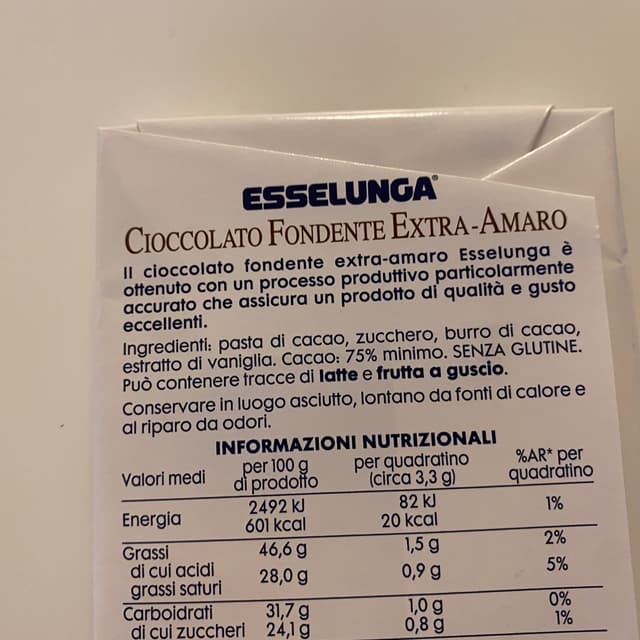 ESSELUNGA®
CIOCCOLATO FONDENTE EXTRA-AMARO
Il cioccolato fondente extra-amaro Esselunga è
ottenuto con un processo produttivo particolarmente
accurato che assicura un prodotto di qualità e gusto
eccellenti.
Ingredienti: pasta di cacao, zucchero, burro di cacao,
estratto di vaniglia. Cacao: 75% minimo. SENZA GLUTINE.
Può contenere tracce di latte e frutta a guscio.
Conservare in luogo asciutto, lontano da fonti di calore e
al riparo da odori.
INFORMAZIONI NUTRIZIONALI
Valori medi per 100 g di prodotto per quadratino (circa 3,3 g) %AR* per quadratino
Energia 2492 kJ 82 kJ 1%
601 kcal 20 kcal
Grassi 46,6 g 1,5 g 2%
di cui acidi
grassi saturi 28,0 g 0,9 g 5%
Carboidrati 31,7 g 1,0 g 0%
di cui zuccheri 24,1 g 0,8 g 1%